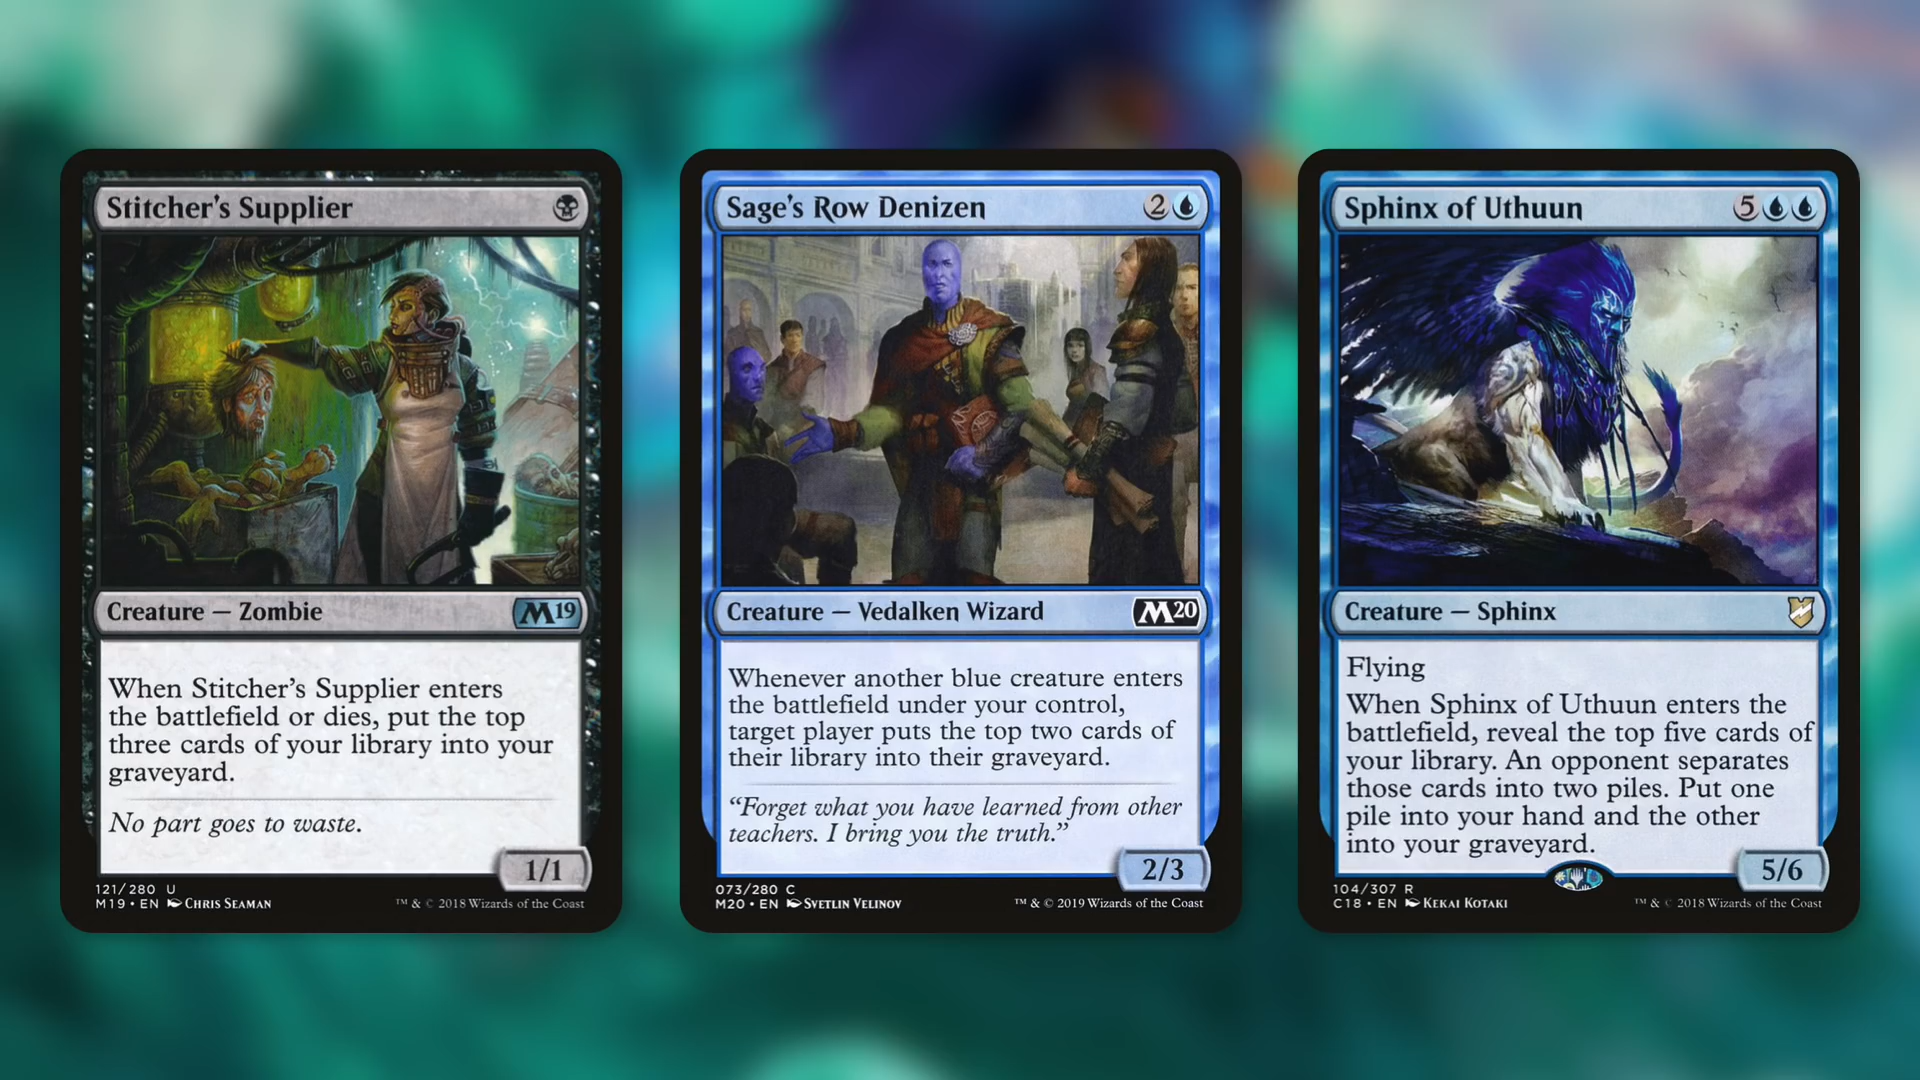 Stitcher's Supplier
Creature — Zombie
M19
When Stitcher's Supplier enters
the battlefield or dies, put the top
three cards of your library into your
graveyard.
No part goes to waste.
1/1
121/280 U
M19 • EN Chris Seaman
™ & © 2018 Wizards of the Coast
Sage's Row Denizen
2
Creature — Vedalken Wizard
M20
Whenever another blue creature enters
the battlefield under your control,
target player puts the top two cards of
their library into their graveyard.
“Forget what you have learned from other
teachers. I bring you the truth.”
2/3
073/280 C
M20 • EN Svetlin Velinov
™ & © 2019 Wizards of the Coast
Sphinx of Uthuun
5
Creature — Sphinx
Flying
When Sphinx of Uthuun enters the
battlefield, reveal the top five cards of
your library. An opponent separates
those cards into two piles. Put one
pile into your hand and the other
into your graveyard.
5/6
104/307 R
C18 • EN Kekai Kotaki
™ & © 2018 Wizards of the Coast